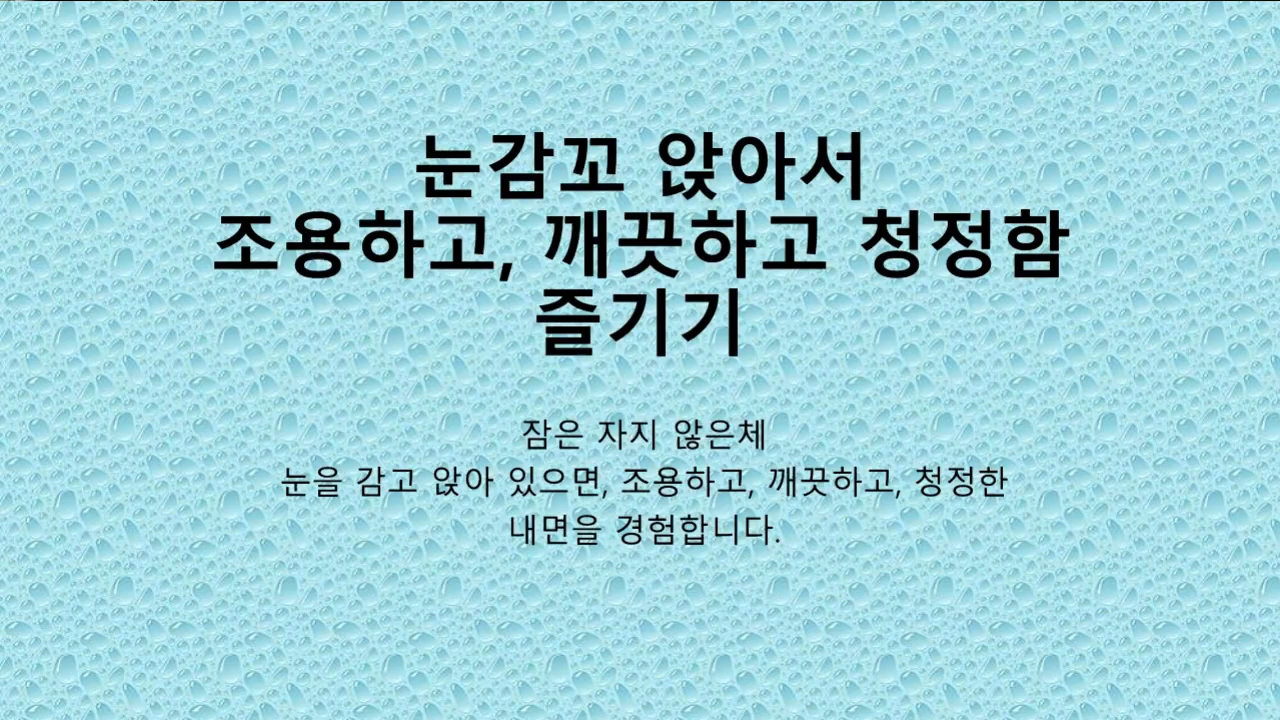 눈감꼬 앉아서
조용하고, 깨끗하고 청정함
즐기기
잠은 자지 않은체
눈을 감고 앉아 있으면, 조용하고, 깨끗하고, 청정한
내면을 경험합니다.